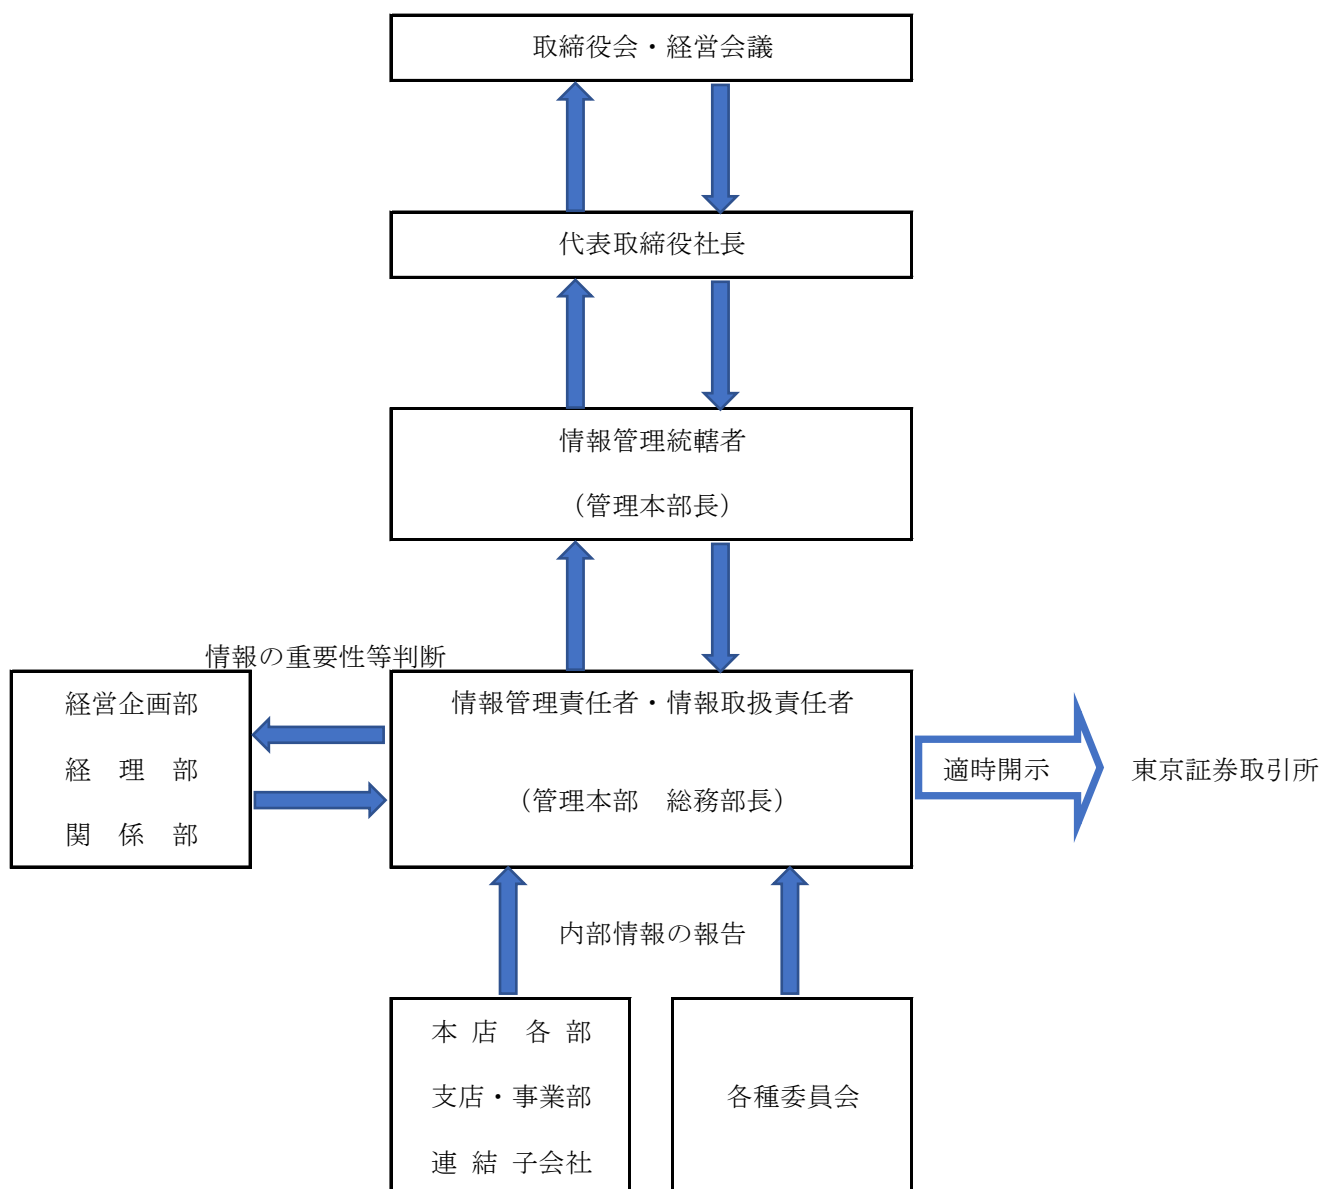 取締役会・経営会議
代表取締役社長
情報管理統轄者
（管理本部長）
情報の重要性等判断
経営企画部
経　理　部
関　係　部
情報管理責任者・情報取扱責任者
（管理本部　総務部長）
適時開示
東京証券取引所
内部情報の報告
本 店　各 部
支店・事業部
連 結 子会社
各種委員会